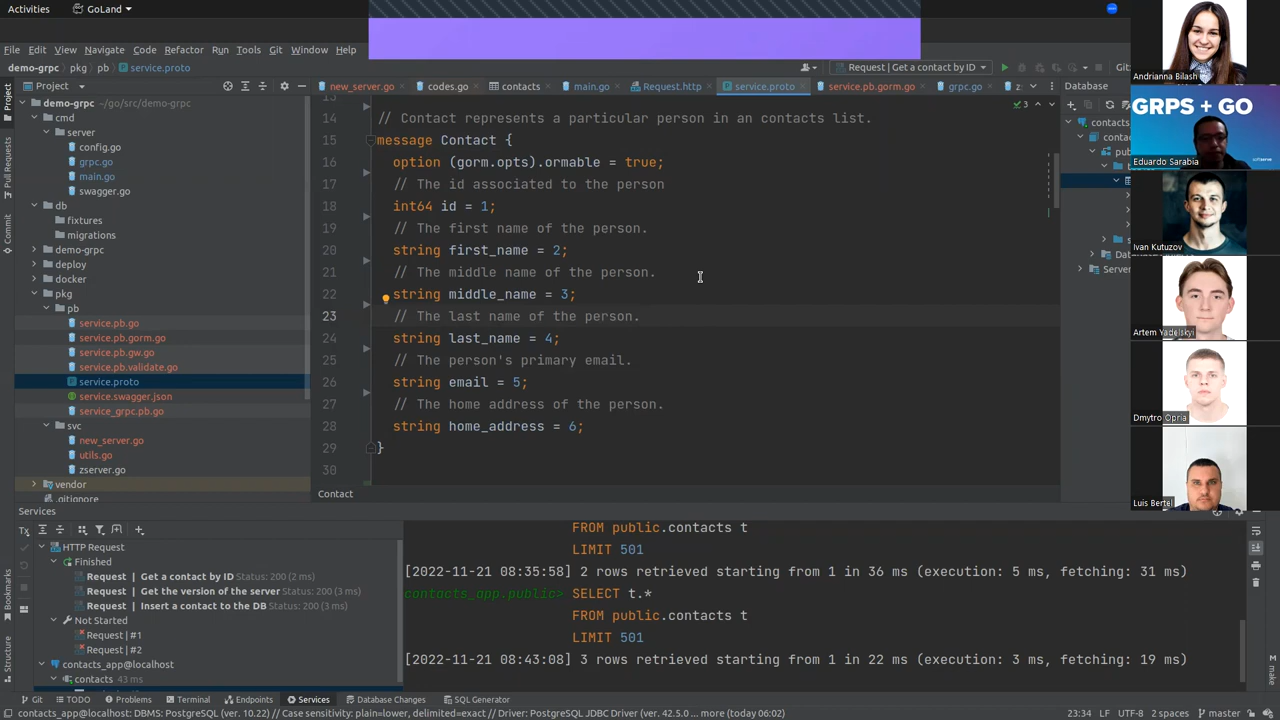 Activities
GoLand
File Edit View Navigate Code Refactor Run Tools Git Window Help
demo-grpc pkg pb service.proto
Request | Get a contact by ID
Git:
Project
new_server.go codes.go contacts main.go Request.http service.proto service.pb.gorm.go grpc.go
demo-grpc ~/go/src/demo-grpc
cmd
server
config.go
grpc.go
main.go
swagger.go
db
fixtures
migrations
demo-grpc
deploy
docker
pkg
pb
service.pb.go
service.pb.gorm.go
service.pb.gw.go
service.pb.validate.go
service.proto
service.swagger.json
service_grpc.pb.go
svc
new_server.go
utils.go
zserver.go
vendor
.gitignore
13
14 // Contact represents a particular person in an contacts list.
15 message Contact {
16 option (gorm.opts).ormable = true;
17 // The id associated to the person
18 int64 id = 1;
19 // The first name of the person.
20 string first_name = 2;
21 // The middle name of the person.
22 string middle_name = 3;
23 // The last name of the person.
24 string last_name = 4;
25 // The person's primary email.
26 string email = 5;
27 // The home address of the person.
28 string home_address = 6;
29 }
30
3
Contact
contacts
Server
Andrianna Bilash
GRPS + GO
softserve
Eduardo Sarabia
Ivan Kutuzov
Artem Yadelskyi
Dmytro Opria
Luis Bertel
Project
Pull Requests
Commit
Bookmarks
Structure
Services
Tx
HTTP Request
Finished
Request | Get a contact by ID Status: 200 (2 ms)
Request | Get the version of the server Status: 200 (3 ms)
Request | Insert a contact to the DB Status: 200 (3 ms)
Not Started
Request | #1
Request | #2
contacts_app@localhost
contacts 43 ms
FROM public.contacts t
LIMIT 501
[2022-11-21 08:35:58] 2 rows retrieved starting from 1 in 36 ms (execution: 5 ms, fetching: 31 ms)
contacts_app.public> SELECT t.*
FROM public.contacts t
LIMIT 501
[2022-11-21 08:43:08] 3 rows retrieved starting from 1 in 22 ms (execution: 3 ms, fetching: 19 ms)
make
Git TODO Problems Terminal Endpoints Services Database Changes SQL Generator
contacts_app@localhost: DBMS: PostgreSQL (ver. 10.22) // Case sensitivity: plain=lower, delimited=exact // Driver: PostgreSQL JDBC Driver (ver. 42.5.0 ... more (today 06:02)
23:34 LF UTF-8 2 spaces master